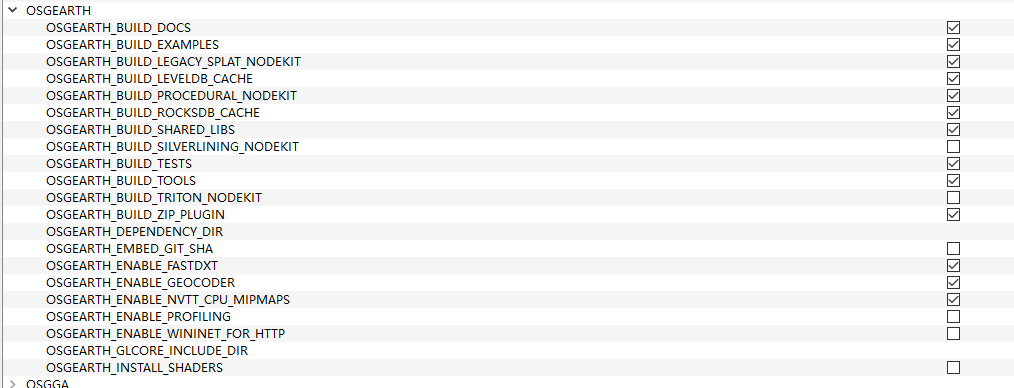 OSGEARTH
OSGEARTH_BUILD_DOCS
OSGEARTH_BUILD_EXAMPLES
OSGEARTH_BUILD_LEGACY_SPLAT_NODEKIT
OSGEARTH_BUILD_LEVELDB_CACHE
OSGEARTH_BUILD_PROCEDURAL_NODEKIT
OSGEARTH_BUILD_ROCKSDB_CACHE
OSGEARTH_BUILD_SHARED_LIBS
OSGEARTH_BUILD_SILVERLINING_NODEKIT
OSGEARTH_BUILD_TESTS
OSGEARTH_BUILD_TOOLS
OSGEARTH_BUILD_TRITON_NODEKIT
OSGEARTH_BUILD_ZIP_PLUGIN
OSGEARTH_DEPENDENCY_DIR
OSGEARTH_EMBED_GIT_SHA
OSGEARTH_ENABLE_FASTDXT
OSGEARTH_ENABLE_GEOCODER
OSGEARTH_ENABLE_NVTT_CPU_MIPMAPS
OSGEARTH_ENABLE_PROFILING
OSGEARTH_ENABLE_WININET_FOR_HTTP
OSGEARTH_GLCORE_INCLUDE_DIR
OSGEARTH_INSTALL_SHADERS
OSGGA